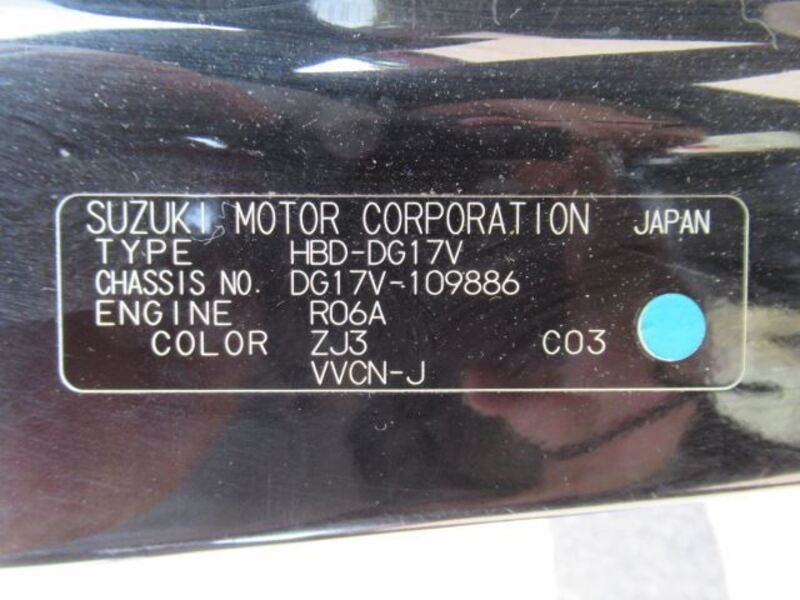 SUZUKI MOTOR CORPORATION JAPAN
TYPE HBD-DG17V
CHASSIS NO. DG17V-109886
ENGINE R06A
COLOR ZJ3 C03
VVCN-J